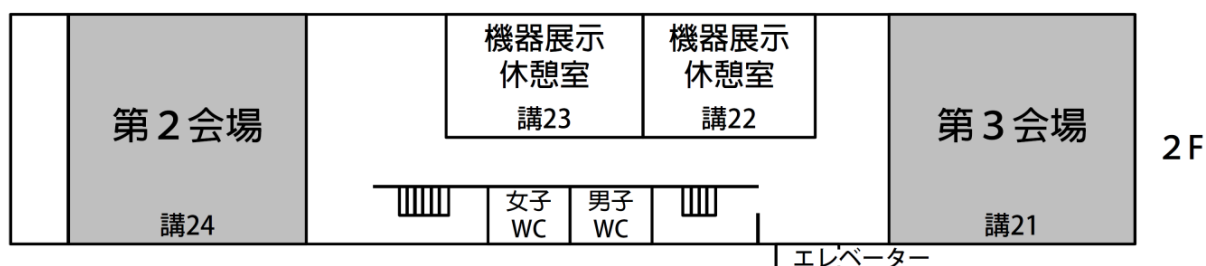 第２会場
講24
機器展示
休憩室
講23
機器展示
休憩室
講22
女子
WC
男子
WC
第３会場
講21
エレベーター
２F